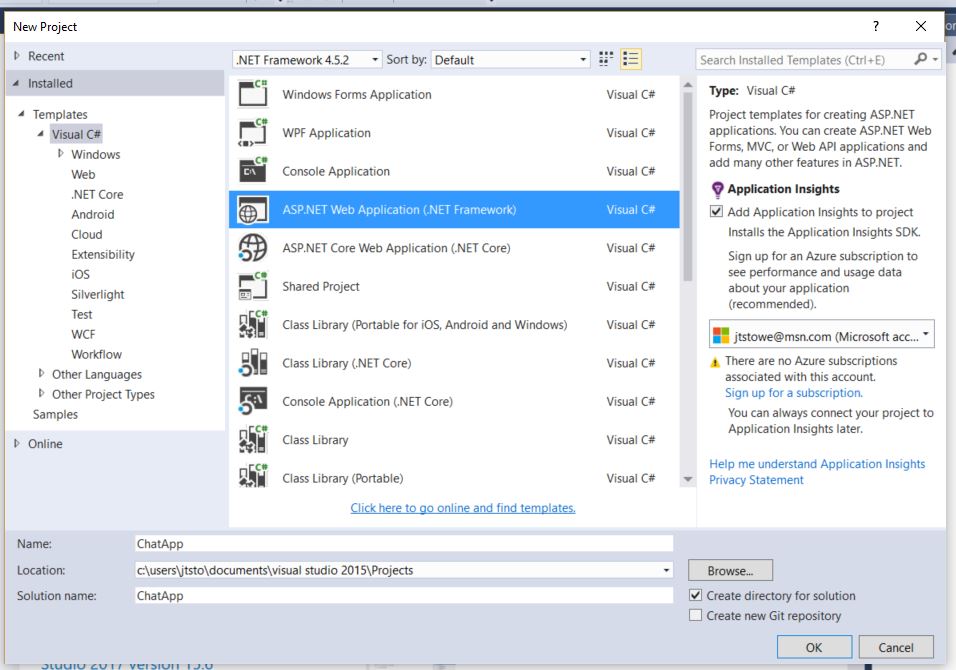 New Project
?
Recent
Installed
Templates
Visual C#
Windows
Web
.NET Core
Android
Cloud
Extensibility
iOS
Silverlight
Test
WCF
Workflow
Other Languages
Other Project Types
Samples
Online
.NET Framework 4.5.2
Sort by: Default
Windows Forms Application Visual C#
WPF Application Visual C#
Console Application Visual C#
ASP.NET Web Application (.NET Framework) Visual C#
ASP.NET Core Web Application (.NET Core) Visual C#
Shared Project Visual C#
Class Library (Portable for iOS, Android and Windows) Visual C#
Class Library (.NET Core) Visual C#
Console Application (.NET Core) Visual C#
Class Library Visual C#
Class Library (Portable) Visual C#
Click here to go online and find templates.
Search Installed Templates (Ctrl+E)
Type: Visual C#
Project templates for creating ASP.NET
applications. You can create ASP.NET Web
Forms, MVC, or Web API applications and
add many other features in ASP.NET.
Application Insights
Add Application Insights to project
Installs the Application Insights SDK.
Sign up for an Azure subscription to
see performance and usage data
about your application
(recommended).
jtstowe@msn.com (Microsoft acc...
There are no Azure subscriptions
associated with this account.
Sign up for a subscription.
You can always connect your project to
Application Insights later.
Help me understand Application Insights
Privacy Statement
Name: ChatApp
Location: c:\users\jtsto\documents\visual studio 2015\Projects
Browse...
Solution name: ChatApp
Create directory for solution
Create new Git repository
OK
Cancel
Studio 2017 version 15.6